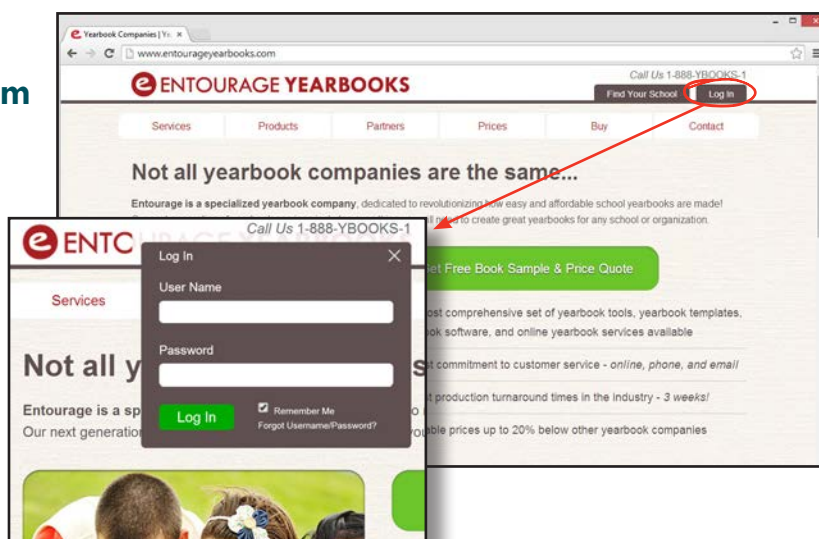 m
Yearbook Companies | Ye
www.entourageyearbooks.com
e ENTOURAGE YEARBOOKS
Call Us 1-888-YBOOKS-1
Find Your School
Log In
Services
Products
Partners
Prices
Buy
Contact
Not all yearbook companies are the same...
Entourage is a specialized yearbook company, dedicated to revolutionizing how easy and affordable school yearbooks are made!
need to create great yearbooks for any school or organization.
et Free Book Sample & Price Quote
ost comprehensive set of yearbook tools, yearbook templates,
ok software, and online yearbook services available
t commitment to customer service - online, phone, and email
t production turnaround times in the industry - 3 weeks!
able prices up to 20% below other yearbook companies
e ENTO
Call Us 1-888-YBOOKS-1
Services
Log In
User Name
Password
Log In
Remember Me
Forgot Username/Password?
Not all y
s
Entourage is a sp
Our next generation